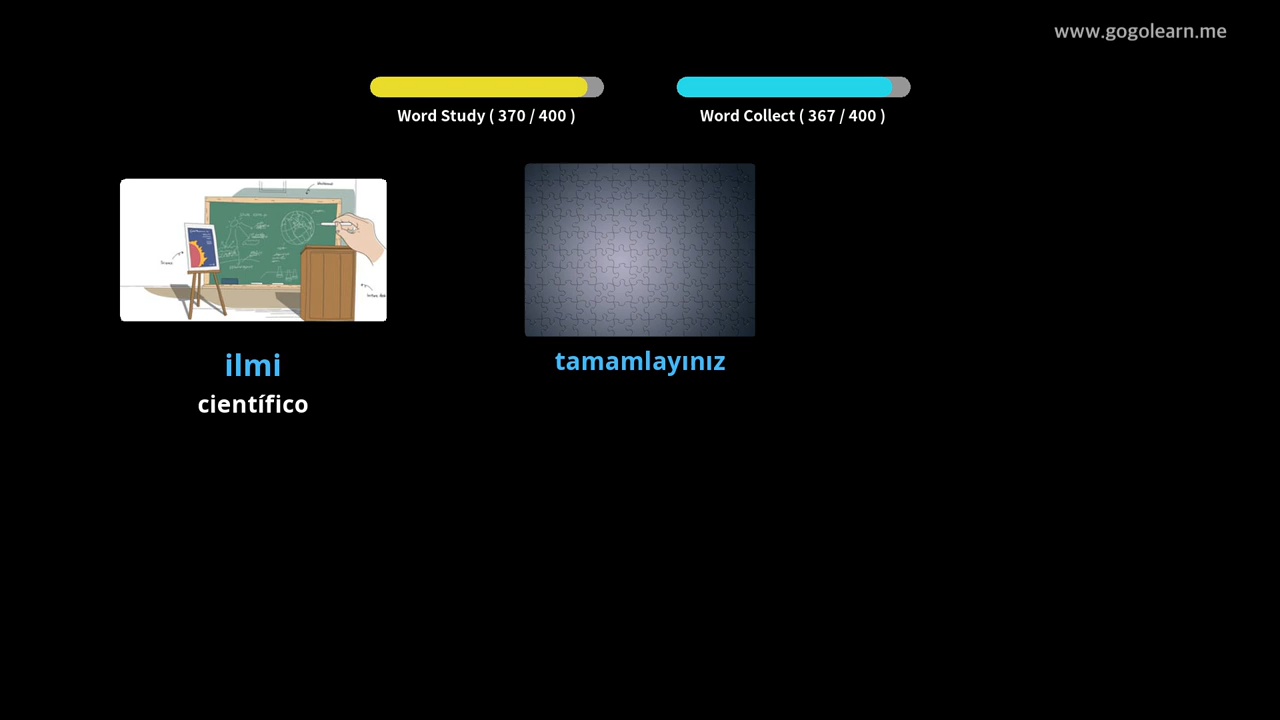 www.gogolearn.me
Word Study ( 370 / 400 )
Word Collect ( 367 / 400 )
ilmi
científico
tamamlayınız